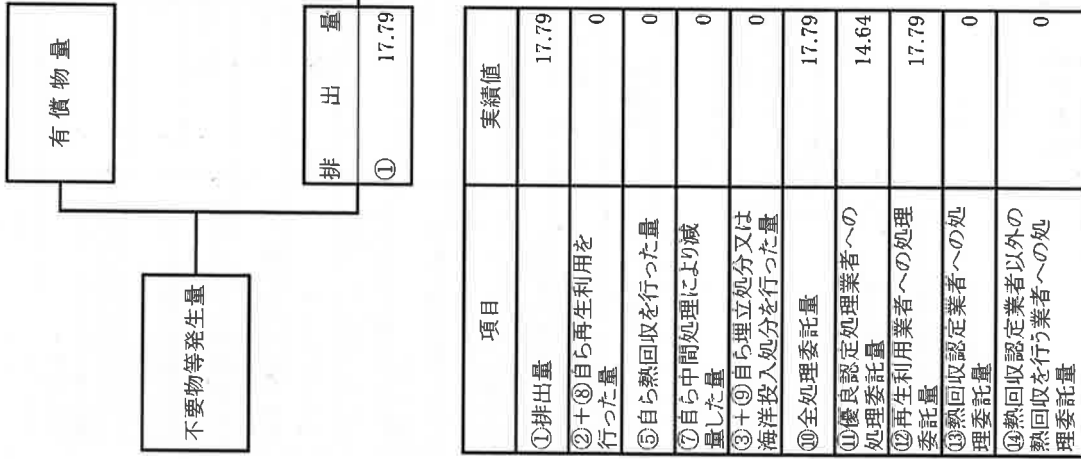 有償物量
不要物等発生量
排出量
① 17.79
項目 実績値
①排出量 17.79
②+⑧自ら再生利用を 0
行った量
⑤自ら熱回収を行った量 0
⑦自ら中間処理により減 0
量した量
③+⑨自ら埋立処分又は 0
海洋投入処分を行った量
⑩全処理委託量 17.79
⑪優良認定処理業者への 14.64
処理委託量
⑫再生利用業者への処理 17.79
委託量
⑬熱回収認定業者への処 0
理委託量
⑭熱回収認定業者以外の 0
熱回収を行う業者への処
理委託量